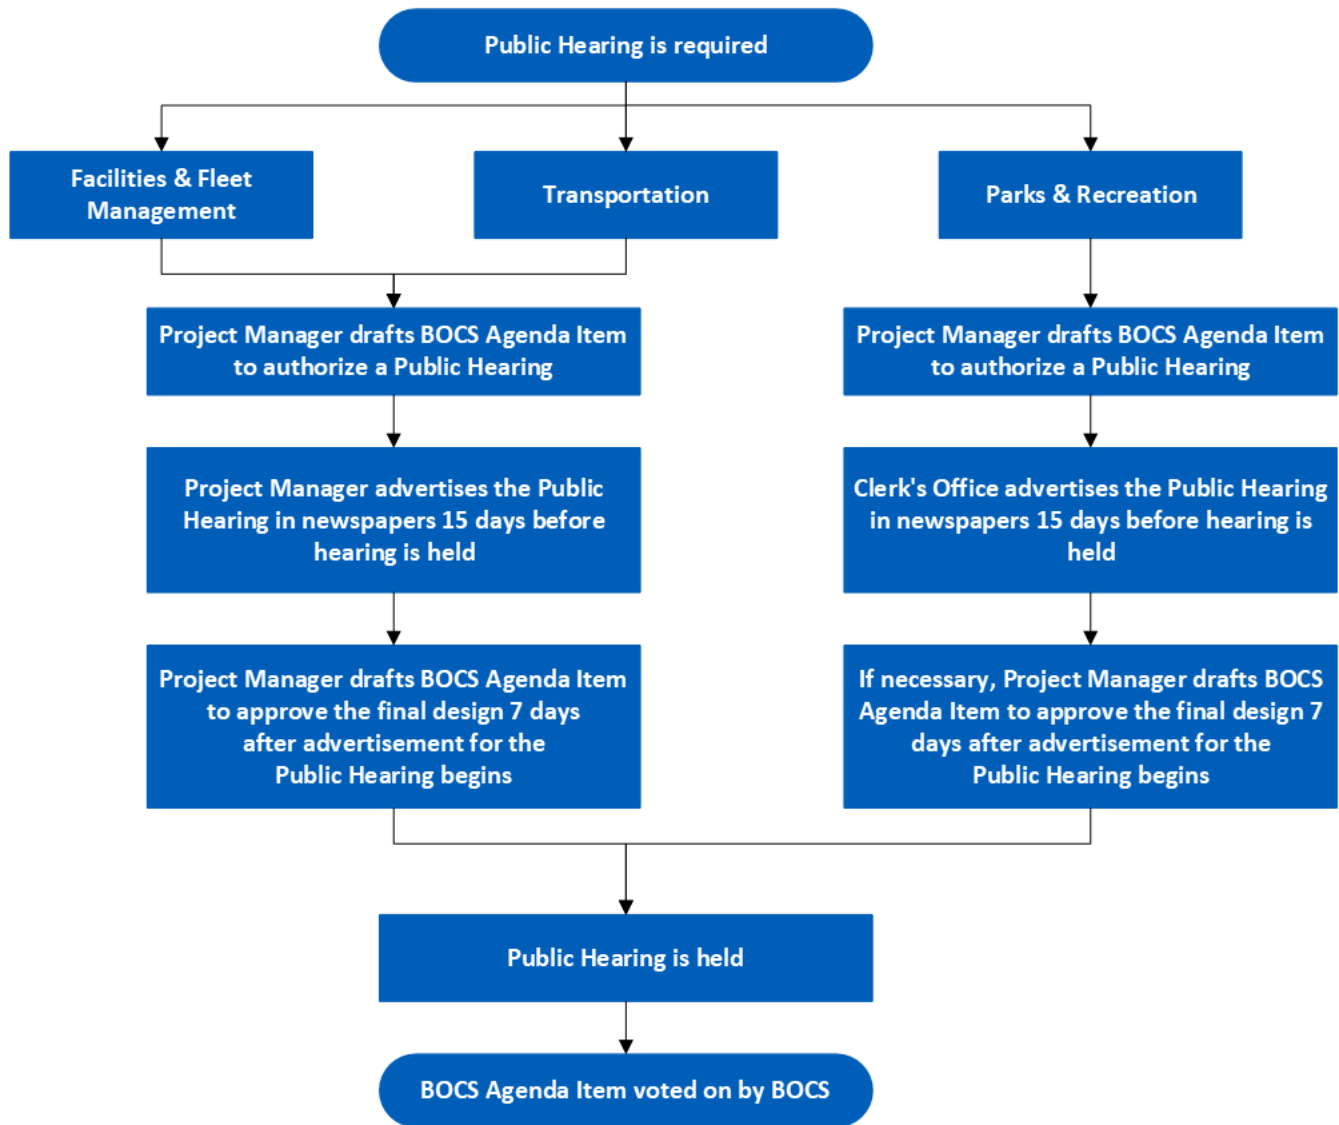 Public Hearing is required
Facilities & Fleet
Management
Transportation
Parks & Recreation
Project Manager drafts BOCS Agenda Item
to authorize a Public Hearing
Project Manager drafts BOCS Agenda Item
to authorize a Public Hearing
Project Manager advertises the Public
Hearing in newspapers 15 days before
hearing is held
Clerk's Office advertises the Public Hearing
in newspapers 15 days before hearing is
held
Project Manager drafts BOCS Agenda Item
to approve the final design 7 days
after advertisement for the
Public Hearing begins
If necessary, Project Manager drafts BOCS
Agenda Item to approve the final design 7
days after advertisement for the
Public Hearing begins
Public Hearing is held
BOCS Agenda Item voted on by BOCS